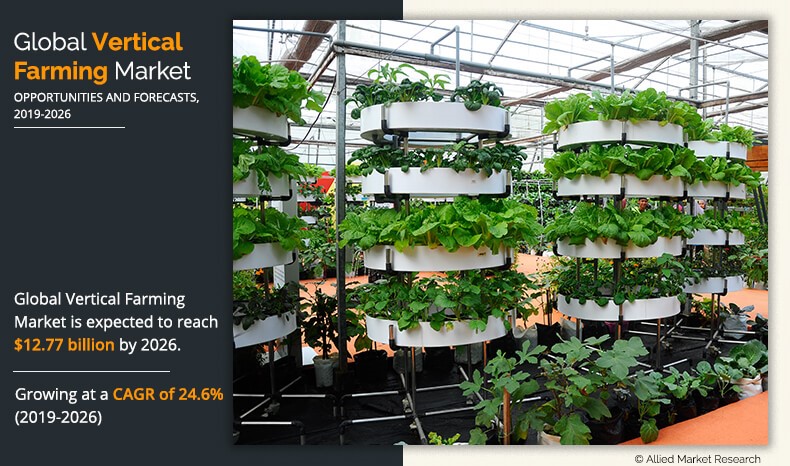 Global Vertical
Farming Market
OPPORTUNITIES AND FORECASTS,
2019-2026
Global Vertical Farming
Market is expected to reach
$12.77 billion by 2026.
Growing at a CAGR of 24.6%
(2019-2026)
© Allied Market Research